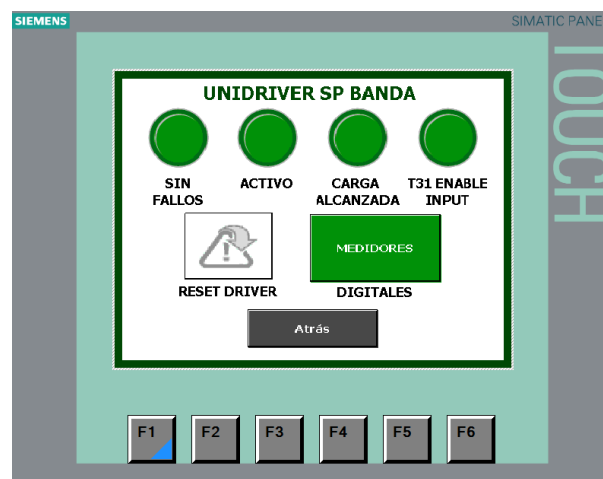 SIEMENS
SIMATIC PANE
TOUCH
UNIDRIVER SP BANDA
SIN
FALLOS
ACTIVO
CARGA
ALCANZADA
T31 ENABLE
INPUT
MEDIDORES
RESET DRIVER
DIGITALES
Atrás
F1
F2
F3
F4
F5
F6